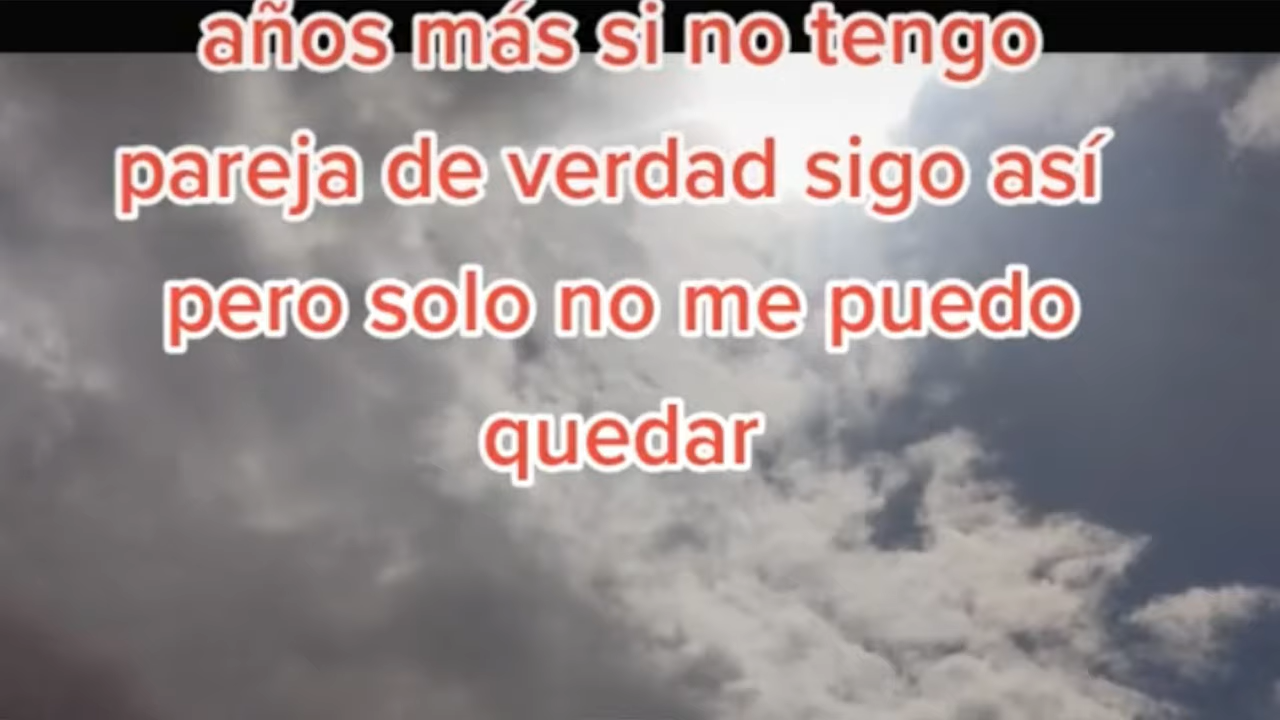 años más si no tengo
pareja de verdad sigo así
pero solo no me puedo
quedar